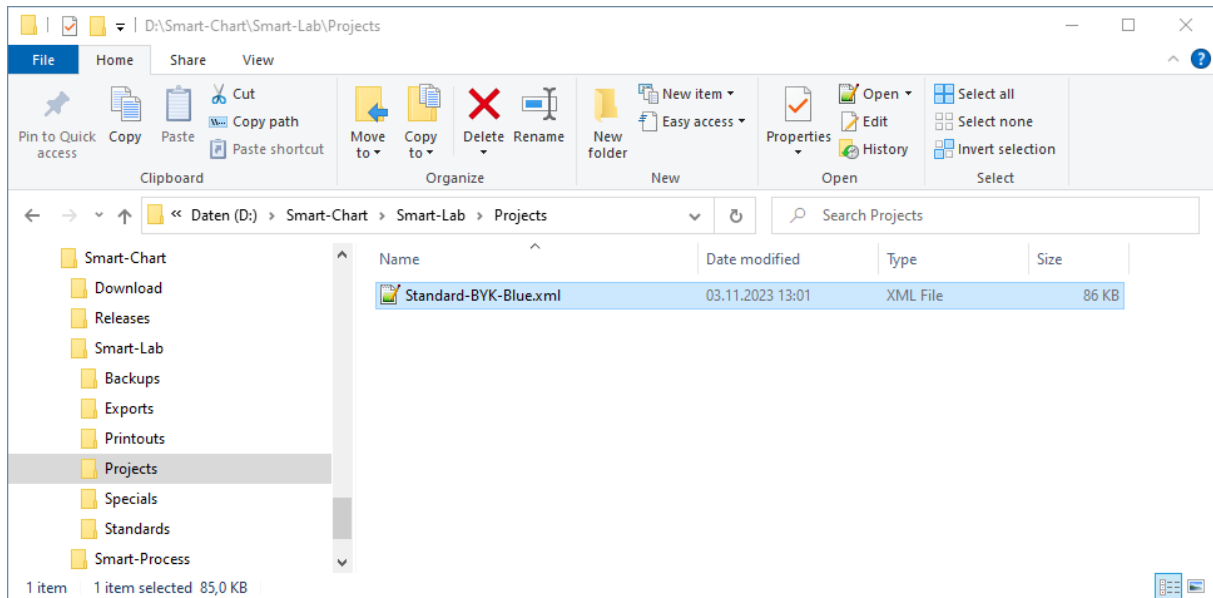 D:\Smart-Chart\Smart-Lab\Projects
File Home Share View
Pin to Quick access
Copy
Paste
Cut
Copy path
Paste shortcut
Clipboard
Move to
Copy to
Delete
Rename
Organize
New folder
New item
Easy access
New
Properties
Open
Edit
History
Open
Select all
Select none
Invert selection
Select
« Daten (D:) > Smart-Chart > Smart-Lab > Projects
Search Projects
Smart-Chart
Download
Releases
Smart-Lab
Backups
Exports
Printouts
Projects
Specials
Standards
Smart-Process
Name Date modified Type Size
Standard-BYK-Blue.xml 03.11.2023 13:01 XML File 86 KB
1 item 1 item selected 85,0 KB